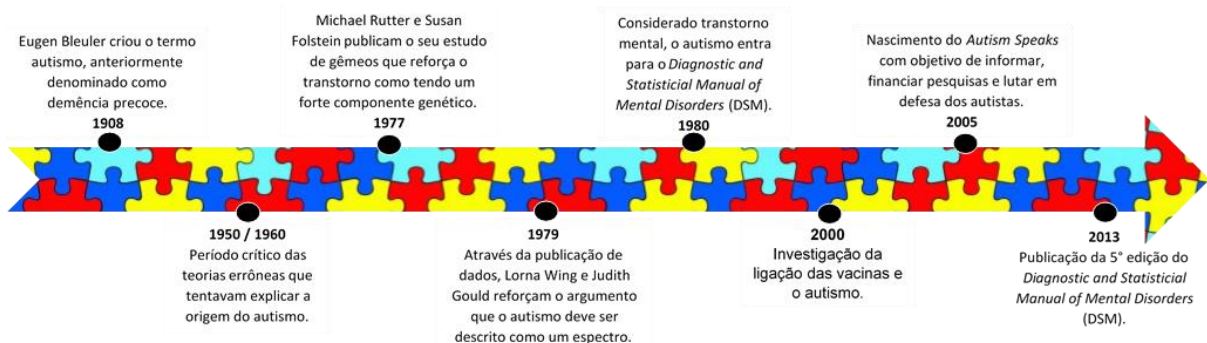 Eugen Bleuler criou o termo
autismo, anteriormente
denominado como
demência precoce.
1908
1950 / 1960
Período crítico das
teorias errôneas que
tentavam explicar a
origem do autismo.
Michael Rutter e Susan
Folstein publicam o seu estudo
de gêmeos que reforça o
transtorno como tendo um
forte componente genético.
1977
1979
Através da publicação de
dados, Lorna Wing e Judith
Gould reforçam o argumento
que o autismo deve ser
descrito como um espectro.
Considerado transtorno
mental, o autismo entra
para o Diagnostic and
Statisticial Manual of
Mental Disorders (DSM).
1980
2000
Investigação da
ligação das vacinas e
o autismo.
Nascimento do Autism Speaks
com objetivo de informar,
financiar pesquisas e lutar em
defesa dos autistas.
2005
2013
Publicação da 5° edição do
Diagnostic and Statisticial
Manual of Mental Disorders
(DSM).